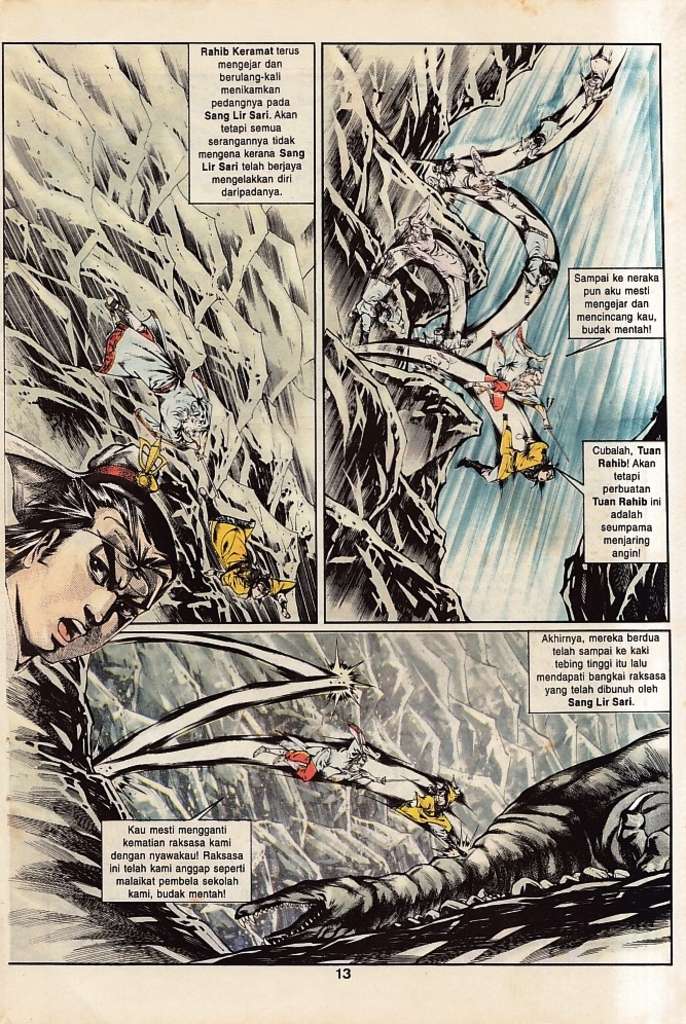 Rahib Keramat terus
mengejar dan
berulang-kali
menikamkan
pedangnya pada
Sang Lir Sari. Akan
tetapi semua
serangannya tidak
mengena kerana Sang
Lir Sari telah berjaya
mengelakkan diri
daripadanya.
Sampai ke neraka
pun aku mesti
mengejar dan
mencincang kau,
budak mentah!
Cubalah, Tuan
Rahib! Akan
tetapi
perbuatan
Tuan Rahib ini
adalah
seumpama
menjaring
angin!
Akhirnya, mereka berdua
telah sampai ke kaki
tebing tinggi itu lalu
mendapati bangkai raksasa
yang telah dibunuh oleh
Sang Lir Sari.
Kau mesti mengganti
kematian raksasa kami
dengan nyawakau! Raksasa
ini telah kami anggap seperti
malaikat pembela sekolah
kami, budak mentah!
13